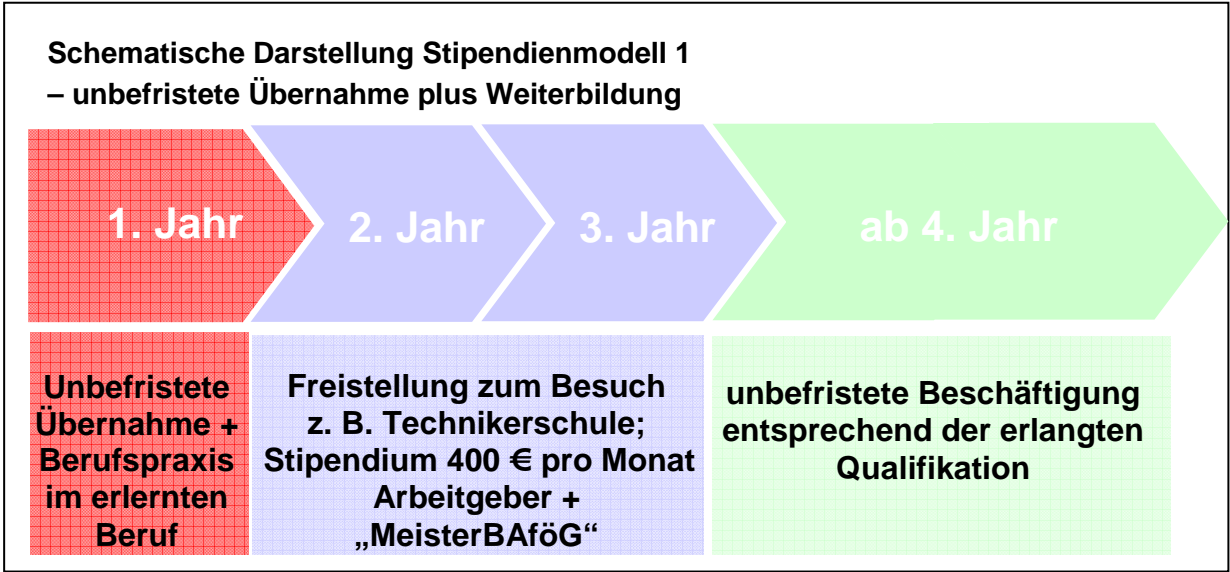 Schematische Darstellung Stipendienmodell 1
– unbefristete Übernahme plus Weiterbildung
1. Jahr
2. Jahr
3. Jahr
ab 4. Jahr
Unbefristete
Übernahme +
Berufspraxis
im erlernten
Beruf
Freistellung zum Besuch
z. B. Technikerschule;
Stipendium 400 € pro Monat
Arbeitgeber +
„MeisterBAföG“
unbefristete Beschäftigung
entsprechend der erlangten
Qualifikation